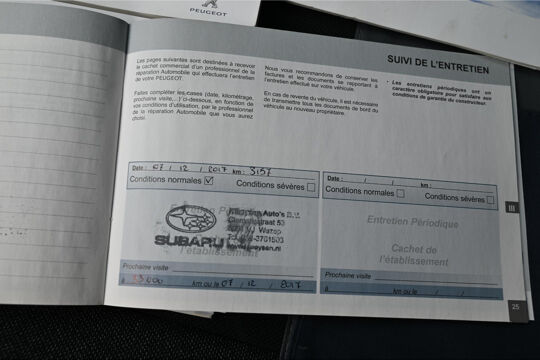 PEUGEOT
SUIVI DE L'ENTRETIEN
Les pages suivantes sont destinées à recevoir
le cachet commercial d'un professionnel de la
réparation Automobile qui effectuera l'entretien
de votre PEUGEOT.
Faites compléter les cases (date, kilométrage,
prochaine visite,...) ci-dessous, en fonction de
vos conditions d'utilisation, par le professionnel
de la réparation Automobile que vous aurez
choisi.
Nous vous recommandons de conserver les
factures et les documents se rapportant à
l'entretien effectué sur votre véhicule.
En cas de revente du véhicule, il est nécessaire
de transmettre tous les documents de bord du
véhicule au nouveau propriétaire.
• Les entretiens périodiques ont un
caractère obligatoire pour satisfaire aux
conditions de garantie du constructeur.
Date : 07 / 12 / 2017 km : 5157
Conditions normales
Conditions sévères
Auto's B.V.
SUBARU
l'établissement
Prochaine visite
à 000 km ou le 07 / 12 / 2017
Date : / / km :
Conditions normales
Conditions sévères
Entretien Périodique
Cachet de
l'établissement
Prochaine visite
à km ou le / /
III
25